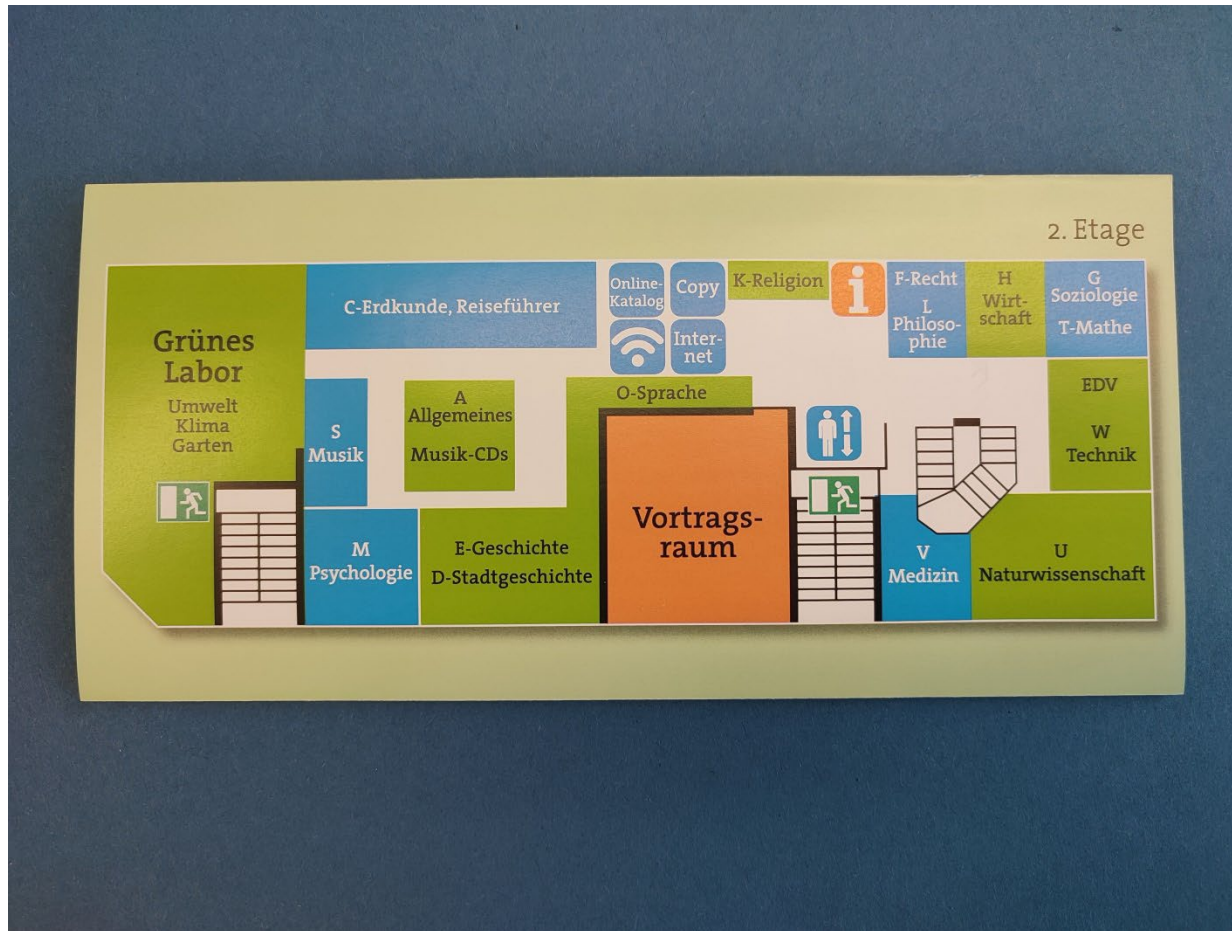 2. Etage
Grünes
Labor
Umwelt
Klima
Garten
C-Erdkunde, Reiseführer
Online-
Katalog
Copy
Inter-
net
K-Religion
i
F-Recht
L
Philoso-
phie
H
Wirt-
schaft
G
Soziologie
T-Mathe
S
Musik
A
Allgemeines
Musik-CDs
O-Sprache
EDV
W
Technik
M
Psychologie
E-Geschichte
D-Stadtgeschichte
Vortrags-
raum
V
Medizin
U
Naturwissenschaft